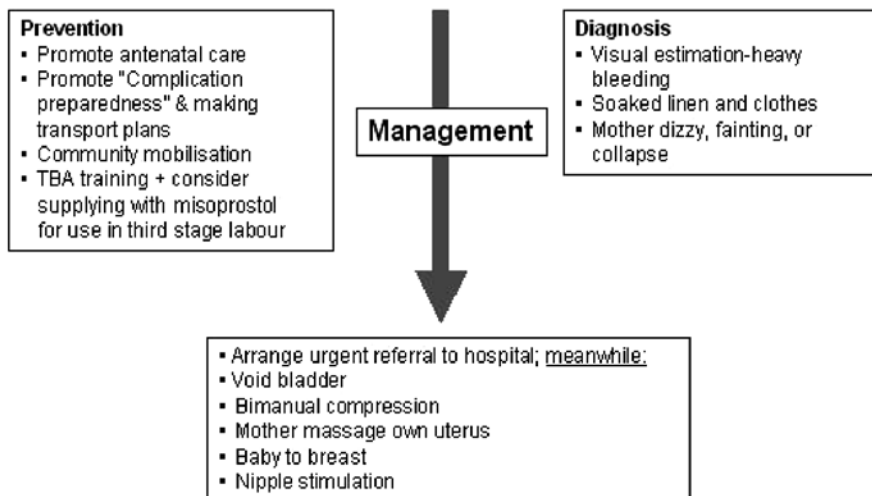 Prevention
▪ Promote antenatal care
▪ Promote "Complication
preparedness" & making
transport plans
▪ Community mobilisation
▪ TBA training + consider
supplying with misoprostol
for use in third stage labour
Management
Diagnosis
▪ Visual estimation-heavy
bleeding
▪ Soaked linen and clothes
▪ Mother dizzy, fainting, or
collapse
▪ Arrange urgent referral to hospital; meanwhile:
▪ Void bladder
▪ Bimanual compression
▪ Mother massage own uterus
▪ Baby to breast
▪ Nipple stimulation